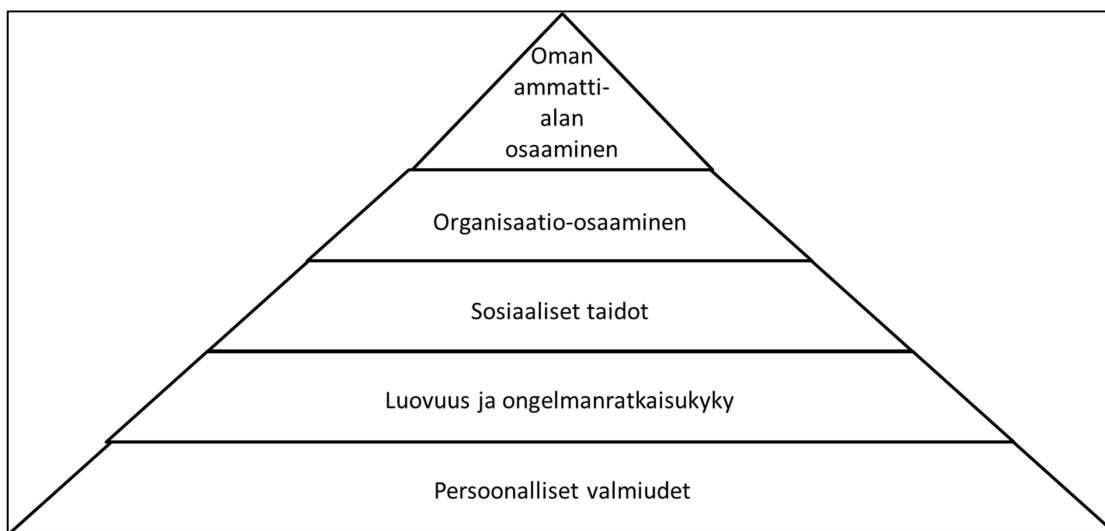 Oman
ammatti-
alan
osaaminen
Organisaatio-osaaminen
Sosiaaliset taidot
Luovuus ja ongelmanratkaisukyky
Persoonalliset valmiudet